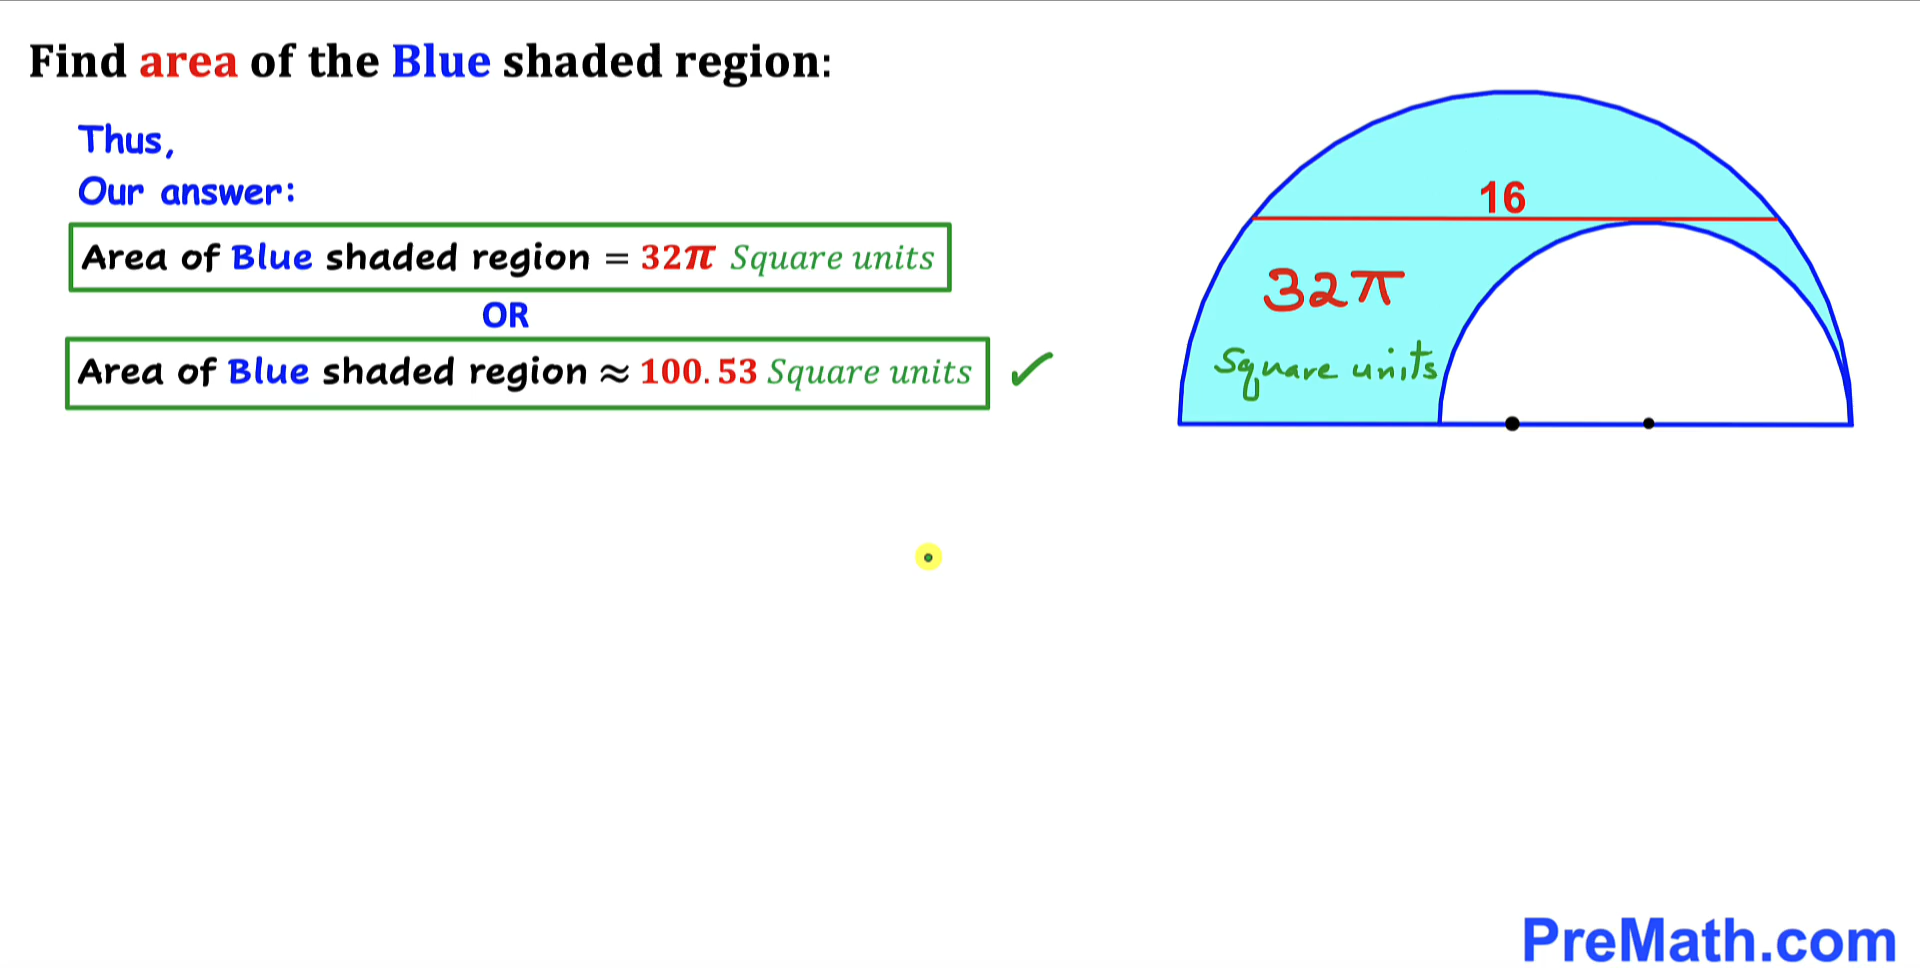 Find area of the Blue shaded region:
Thus,
Our answer:
Area of Blue shaded region = 32π Square units
OR
Area of Blue shaded region ≈ 100.53 Square units ✓
16
32π
Square units
PreMath.com